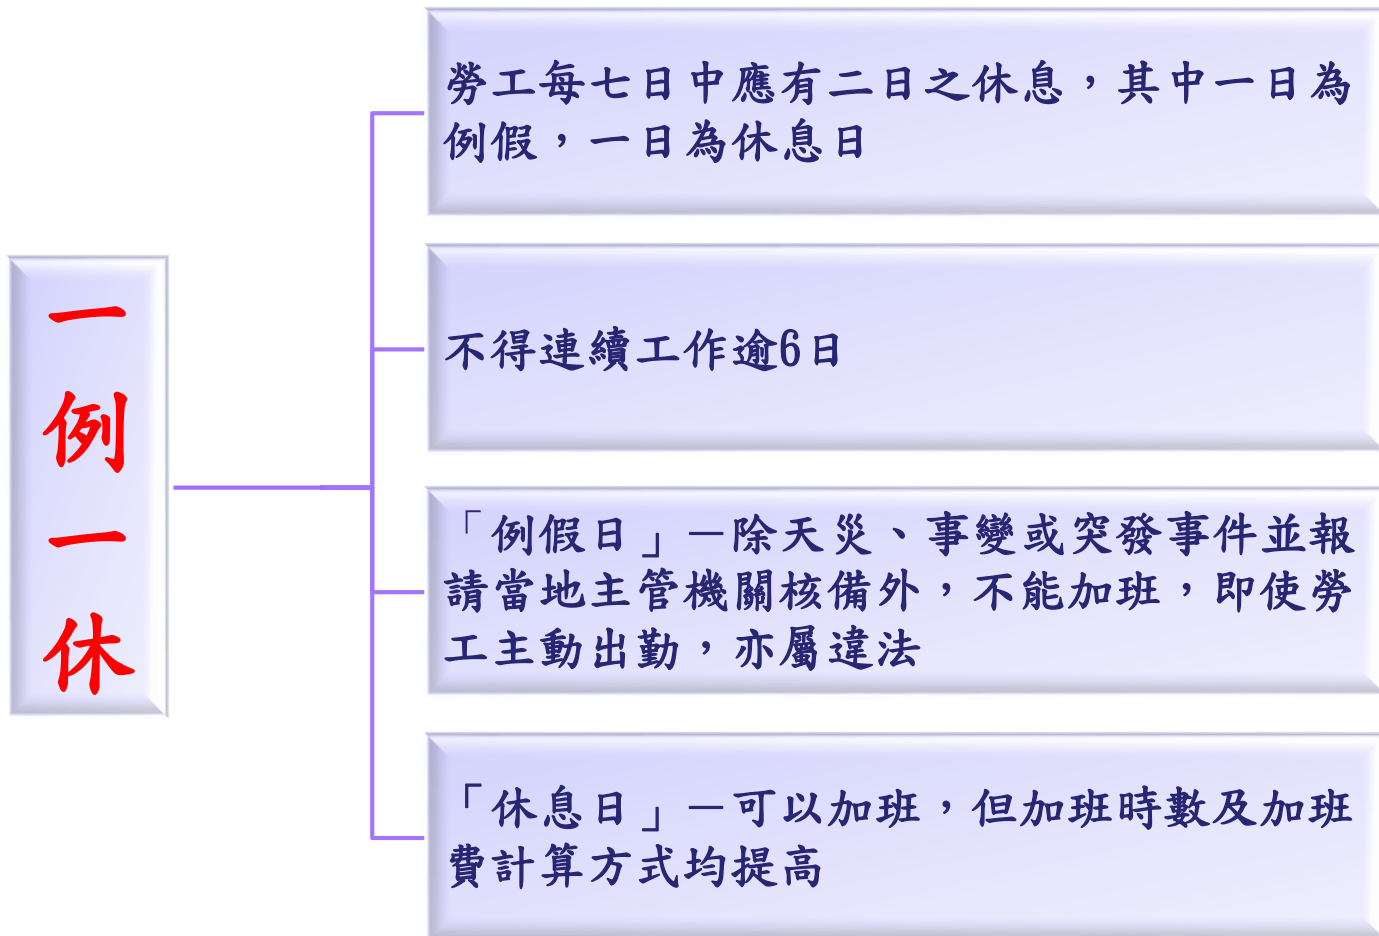 一例一休
勞工每七日中應有二日之休息，其中一日為
例假，一日為休息日
不得連續工作逾6日
「例假日」－除天災、事變或突發事件並報
請當地主管機關核備外，不能加班，即使勞
工主動出勤，亦屬違法
「休息日」－可以加班，但加班時數及加班
費計算方式均提高